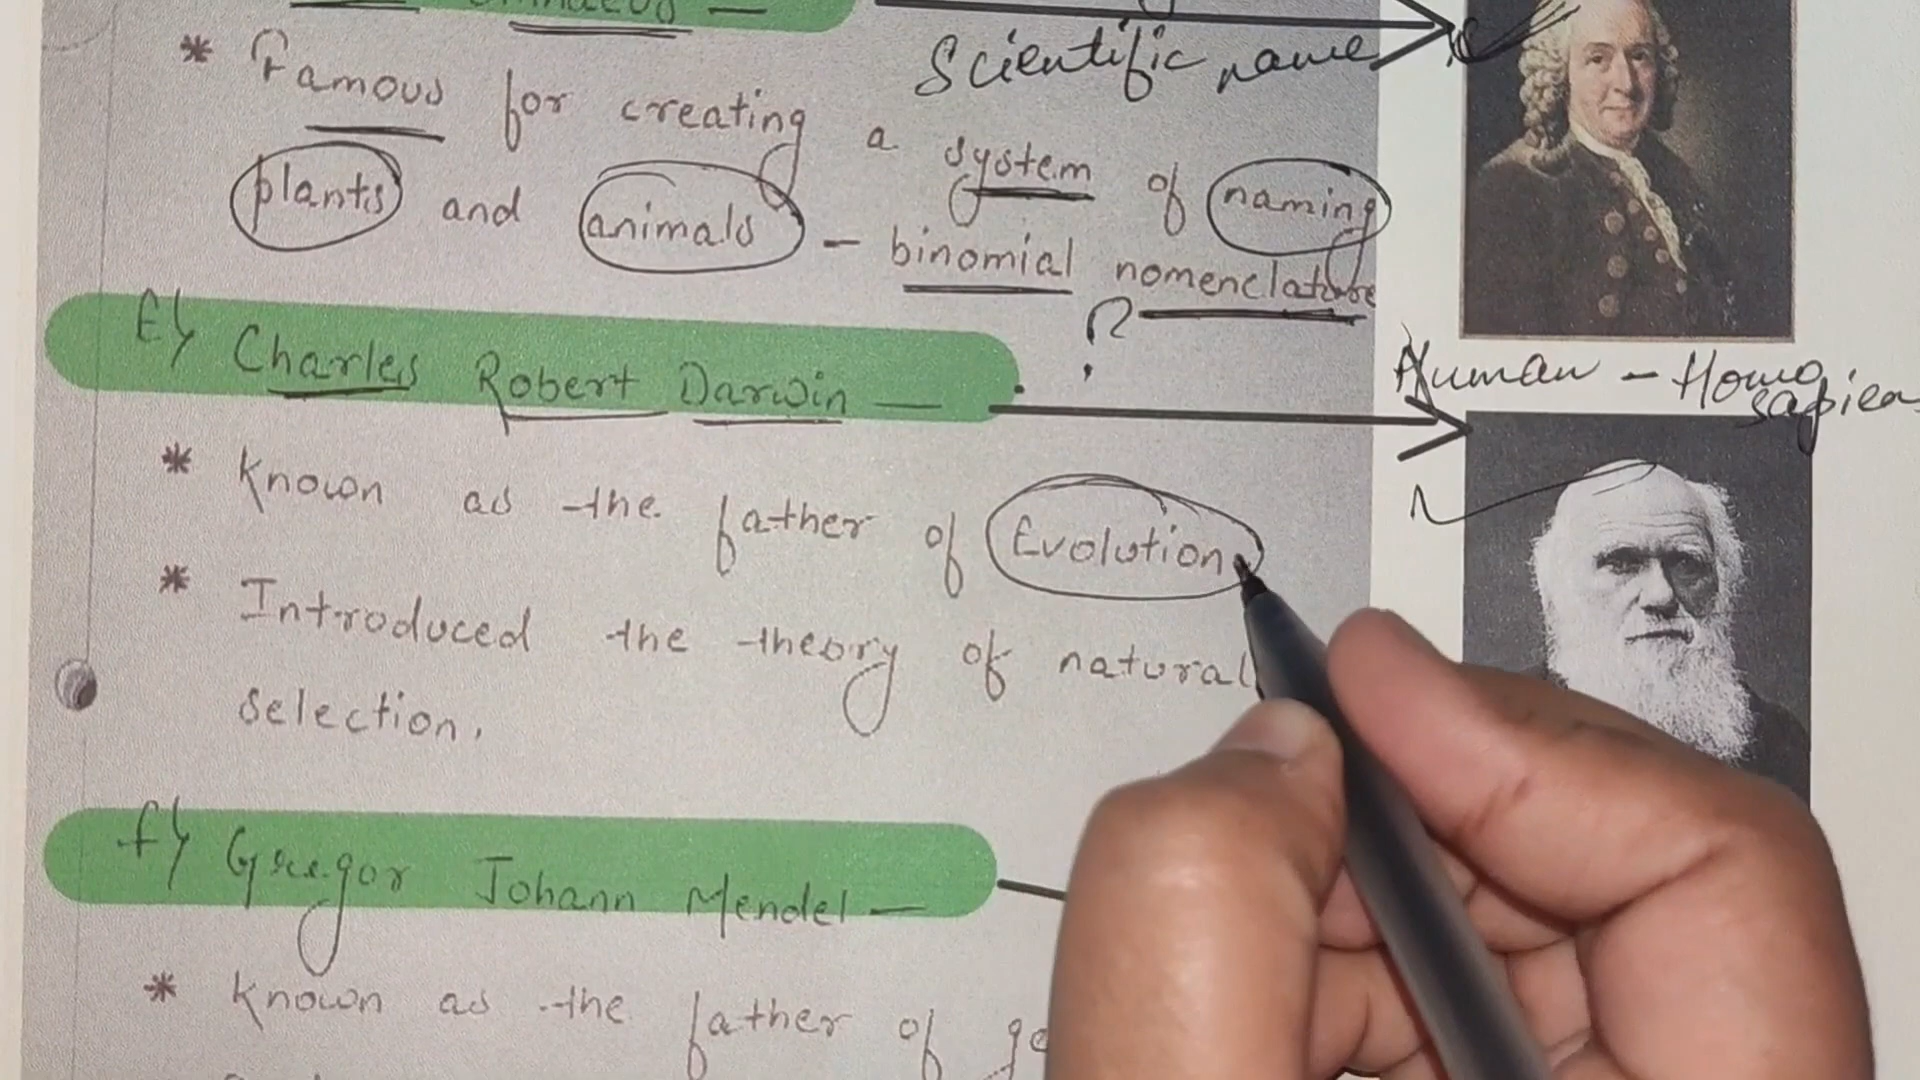 Scientific name
* Famous for creating a system of naming
plants and animals - binomial nomenclature
?
E) Charles Robert Darwin -
Human - Homo
sapiens
* Known as the father of Evolution
* Introduced the theory of natural
selection.
F) Gregor Johann Mendel -
* Known as the father of ge